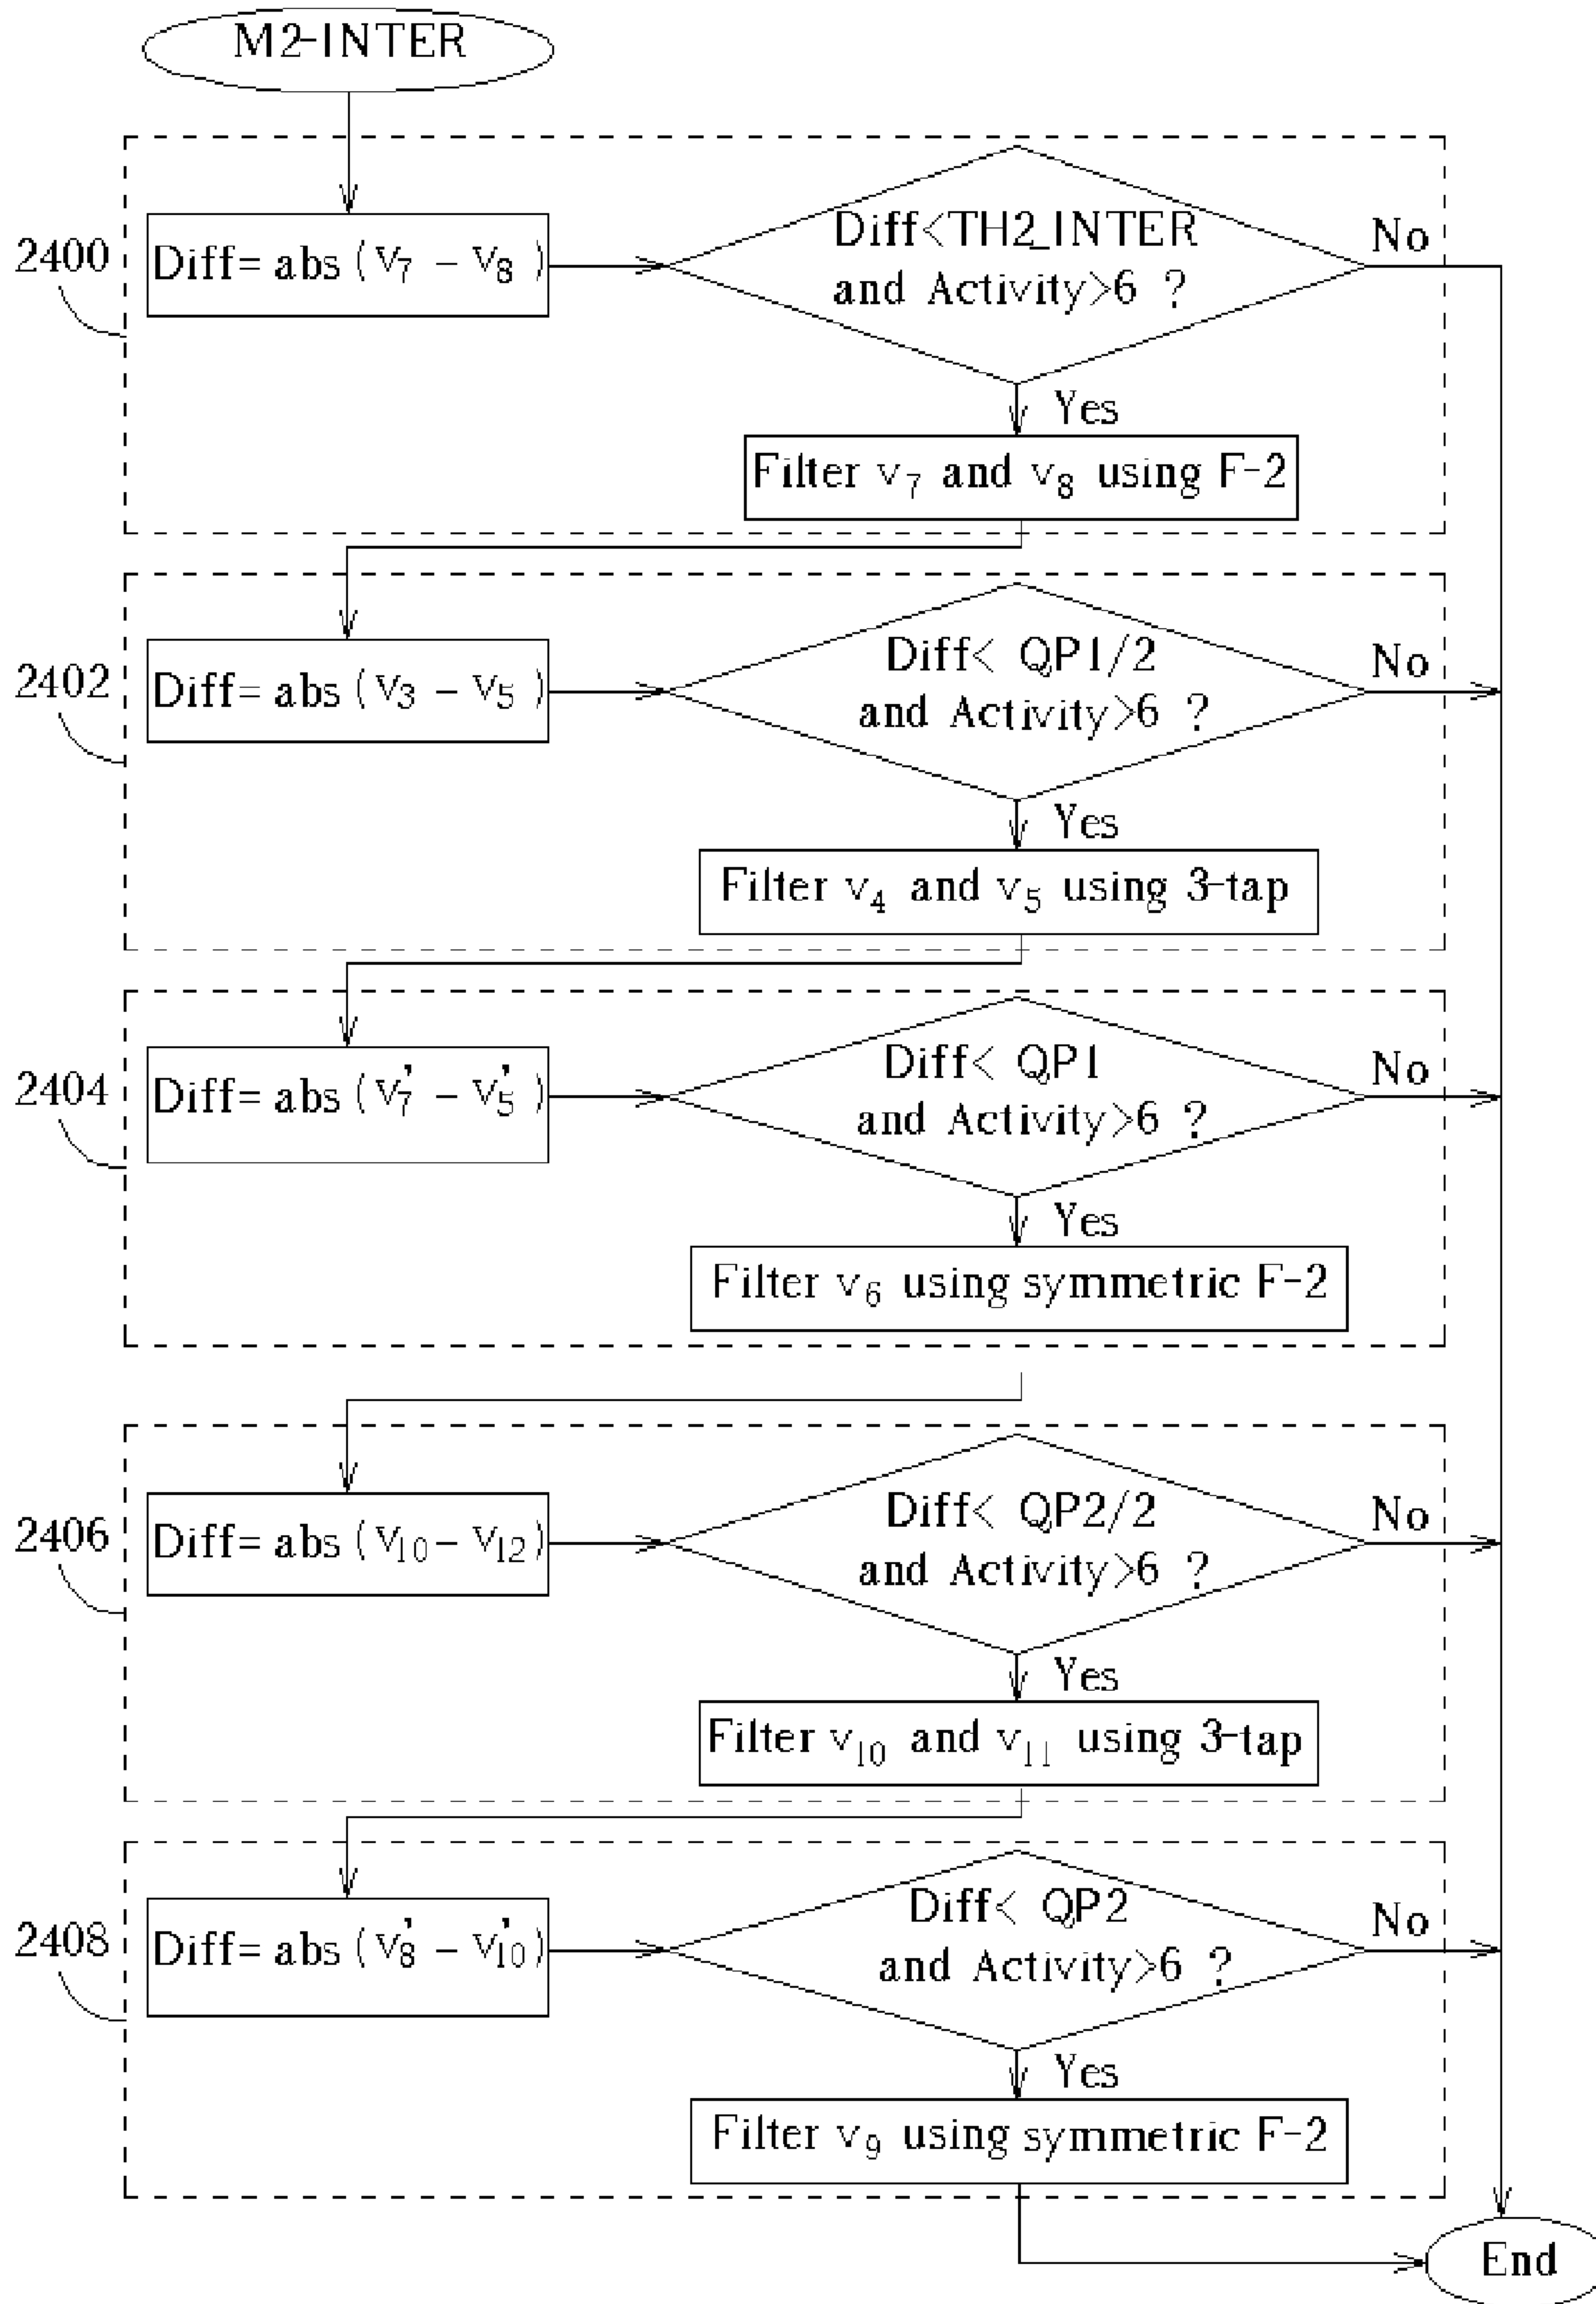 M2-INTER
2400
Diff= abs (V₇ - V₈ )
Diff<TH2_INTER
and Activity>6 ?
No
Yes
Filter v₇ and v₈ using F-2
2402
Diff= abs (V₃ - V₅ )
Diff< QP1/2
and Activity>6 ?
No
Yes
Filter v₄ and v₅ using 3-tap
2404
Diff= abs (V₇' - V₅' )
Diff< QP1
and Activity>6 ?
No
Yes
Filter v₆ using symmetric F-2
2406
Diff= abs (V₁₀ - V₁₂)
Diff< QP2/2
and Activity>6 ?
No
Yes
Filter v₁₀ and v₁₁ using 3-tap
2408
Diff= abs (V₈' - V₁₀')
Diff< QP2
and Activity>6 ?
No
Yes
Filter v₉ using symmetric F-2
End